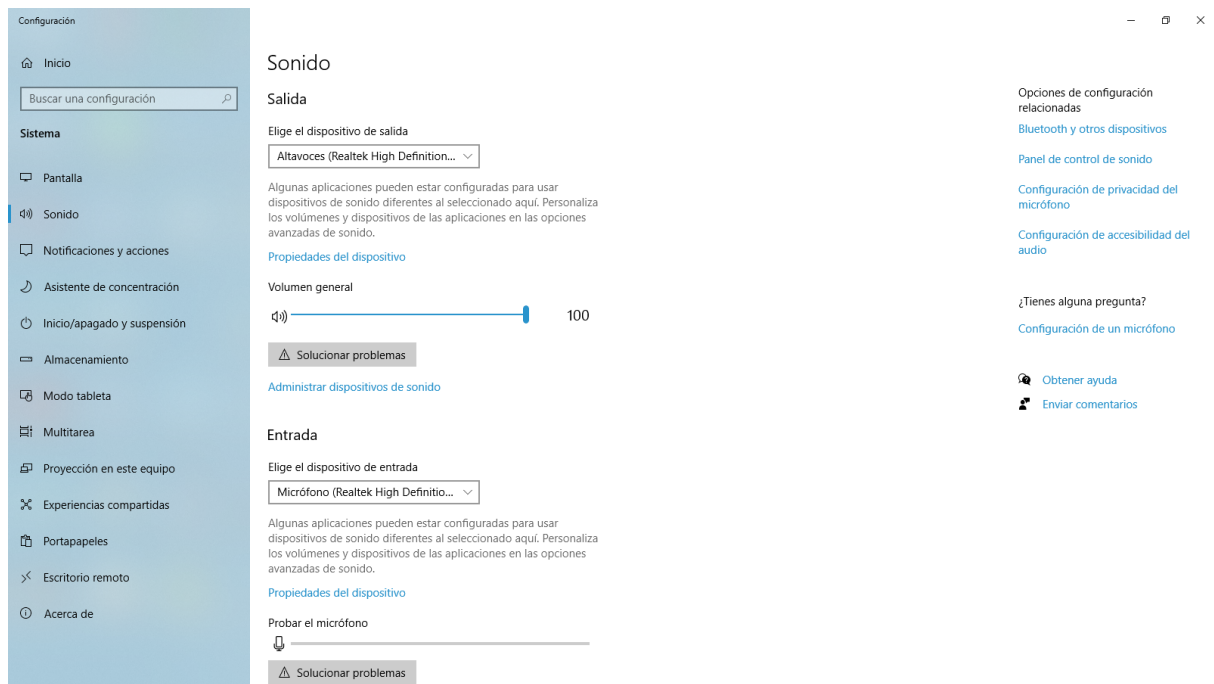 Configuración
Inicio
Buscar una configuración
Sistema
Pantalla
Sonido
Notificaciones y acciones
Asistente de concentración
Inicio/apagado y suspensión
Almacenamiento
Modo tableta
Multitarea
Proyección en este equipo
Experiencias compartidas
Portapapeles
Escritorio remoto
Acerca de
Sonido
Salida
Elige el dispositivo de salida
Altavoces (Realtek High Definition...
Algunas aplicaciones pueden estar configuradas para usar
dispositivos de sonido diferentes al seleccionado aquí. Personaliza
los volúmenes y dispositivos de las aplicaciones en las opciones
avanzadas de sonido.
Propiedades del dispositivo
Volumen general
100
Solucionar problemas
Administrar dispositivos de sonido
Entrada
Elige el dispositivo de entrada
Micrófono (Realtek High Definitio...
Algunas aplicaciones pueden estar configuradas para usar
dispositivos de sonido diferentes al seleccionado aquí. Personaliza
los volúmenes y dispositivos de las aplicaciones en las opciones
avanzadas de sonido.
Propiedades del dispositivo
Probar el micrófono
Solucionar problemas
Opciones de configuración
relacionadas
Bluetooth y otros dispositivos
Panel de control de sonido
Configuración de privacidad del
micrófono
Configuración de accesibilidad del
audio
¿Tienes alguna pregunta?
Configuración de un micrófono
Obtener ayuda
Enviar comentarios